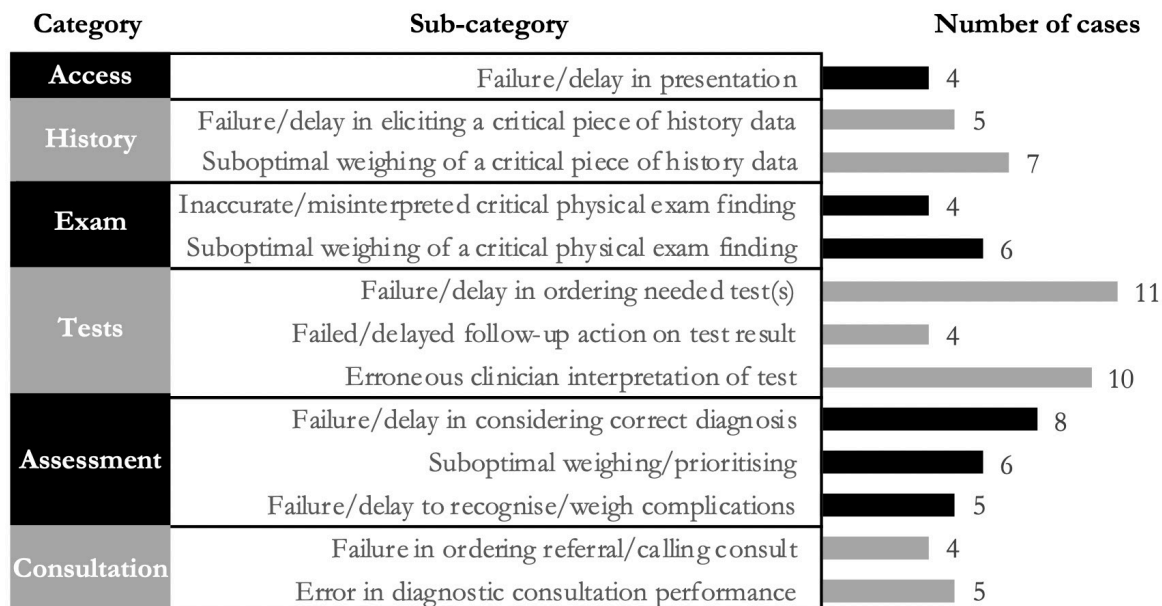 Category Sub-category Number of cases
Access Failure/delay in presentation 4
History Failure/delay in eliciting a critical piece of history data 5
Suboptimal weighing of a critical piece of history data 7
Exam Inaccurate/misinterpreted critical physical exam finding 4
Suboptimal weighing of a critical physical exam finding 6
Failure/delay in ordering needed test(s) 11
Tests Failed/delayed follow-up action on test result 4
Erroneous clinician interpretation of test 10
Failure/delay in considering correct diagnosis 8
Assessment Suboptimal weighing/prioritising 6
Failure/delay to recognise/weigh complications 5
Consultation Failure in ordering referral/calling consult 4
Error in diagnostic consultation performance 5